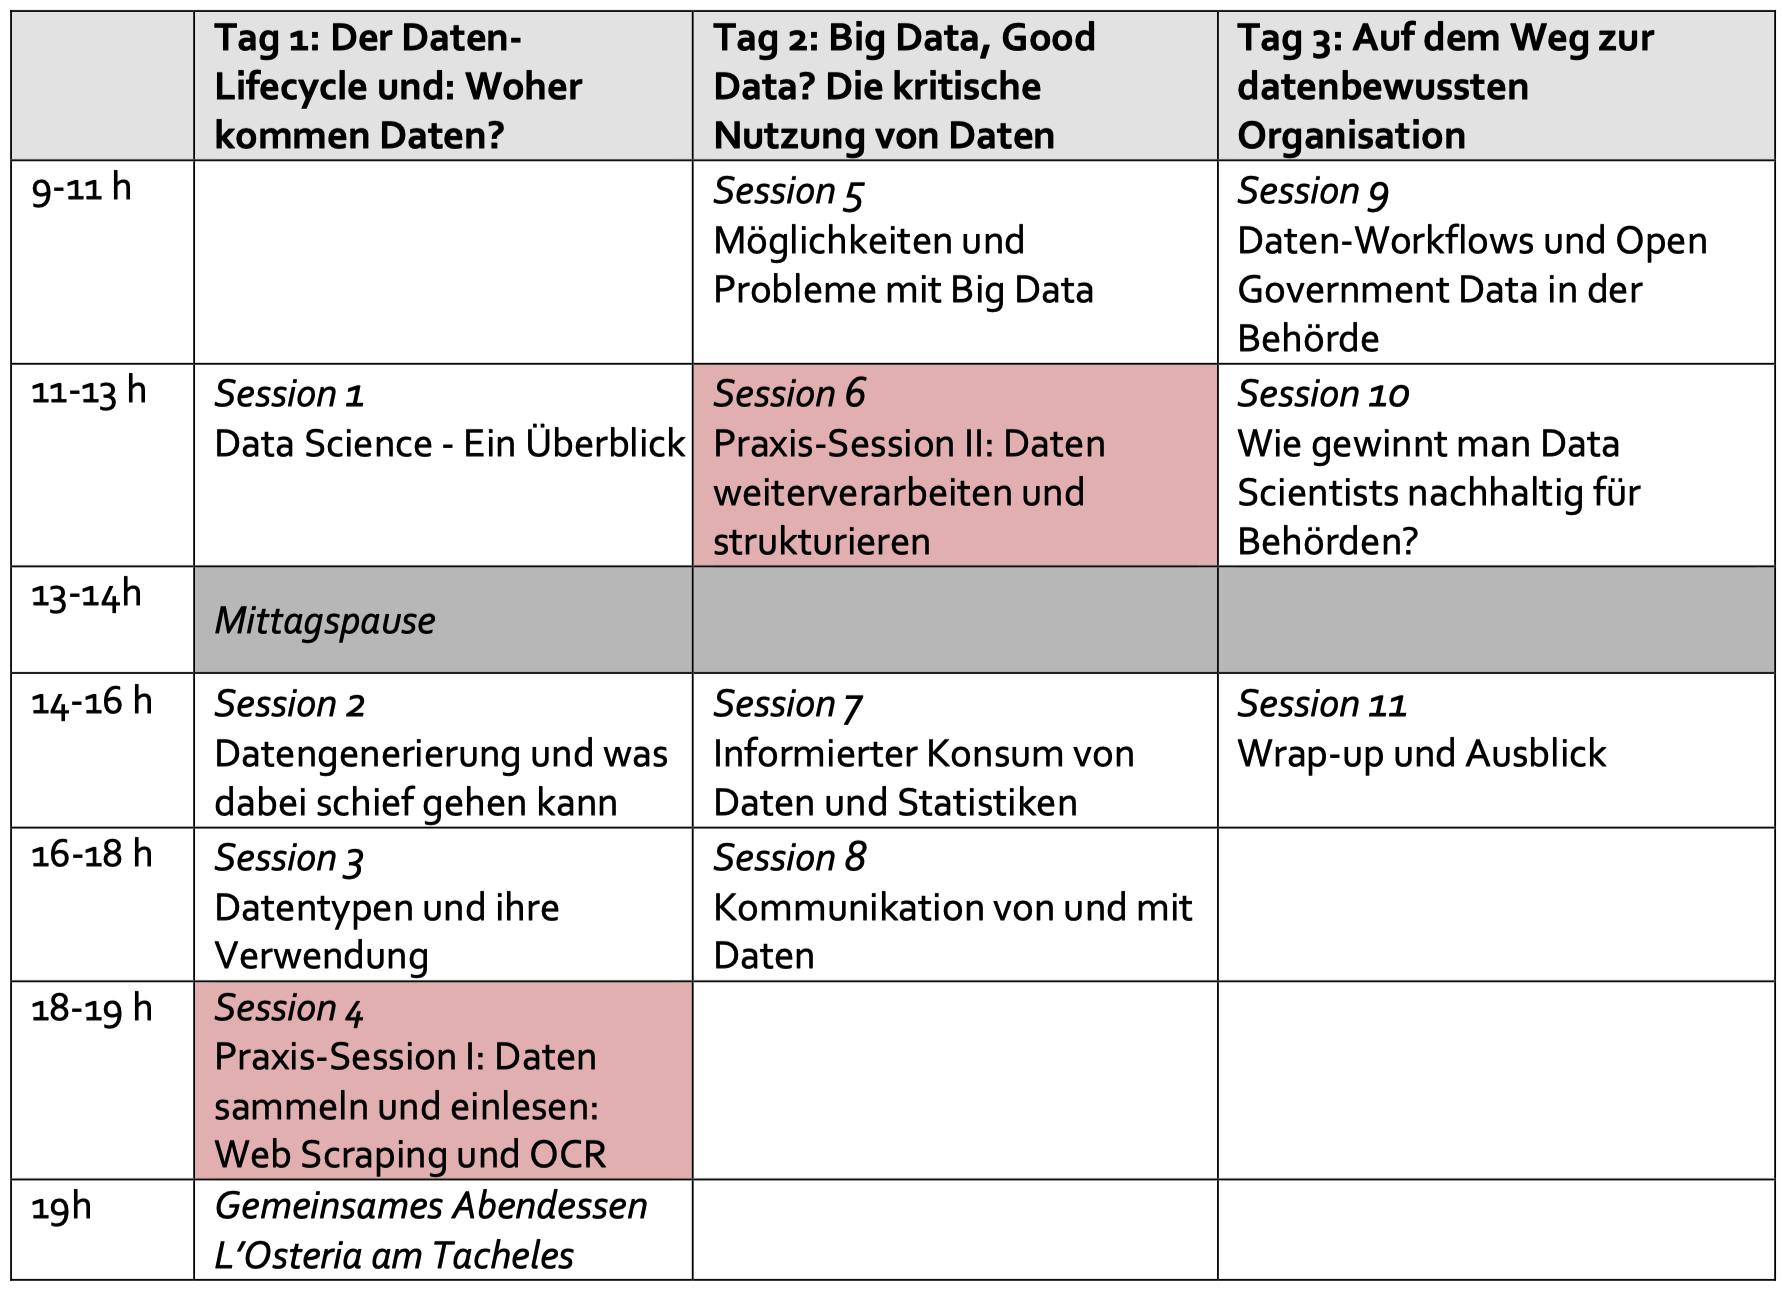 Tag 1: Der Daten-
Lifecycle und: Woher
kommen Daten?
Tag 2: Big Data, Good
Data? Die kritische
Nutzung von Daten
Tag 3: Auf dem Weg zur
datenbewussten
Organisation
9-11 h
Session 5
Möglichkeiten und
Probleme mit Big Data
Session 9
Daten-Workflows und Open
Government Data in der
Behörde
11-13 h
Session 1
Data Science - Ein Überblick
Session 6
Praxis-Session II: Daten
weiterverarbeiten und
strukturieren
Session 10
Wie gewinnt man Data
Scientists nachhaltig für
Behörden?
13-14h
Mittagspause
14-16 h
Session 2
Datengenerierung und was
dabei schief gehen kann
Session 7
Informierter Konsum von
Daten und Statistiken
Session 11
Wrap-up und Ausblick
16-18 h
Session 3
Datentypen und ihre
Verwendung
Session 8
Kommunikation von und mit
Daten
18-19 h
Session 4
Praxis-Session I: Daten
sammeln und einlesen:
Web Scraping und OCR
19h
Gemeinsames Abendessen
L’Osteria am Tacheles